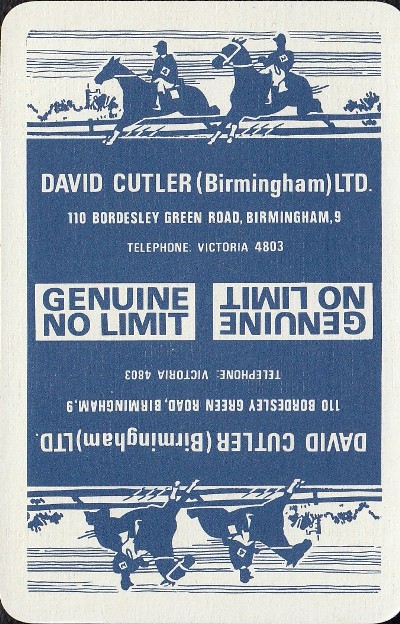 DAVID CUTLER (Birmingham) LTD.
110 BORDESLEY GREEN ROAD, BIRMINGHAM, 9
TELEPHONE: VICTORIA 4803
GENUINE
NO LIMIT
GENUINE
NO LIMIT
TELEPHONE: VICTORIA 4803
110 BORDESLEY GREEN ROAD, BIRMINGHAM, 9
DAVID CUTLER (Birmingham) LTD.